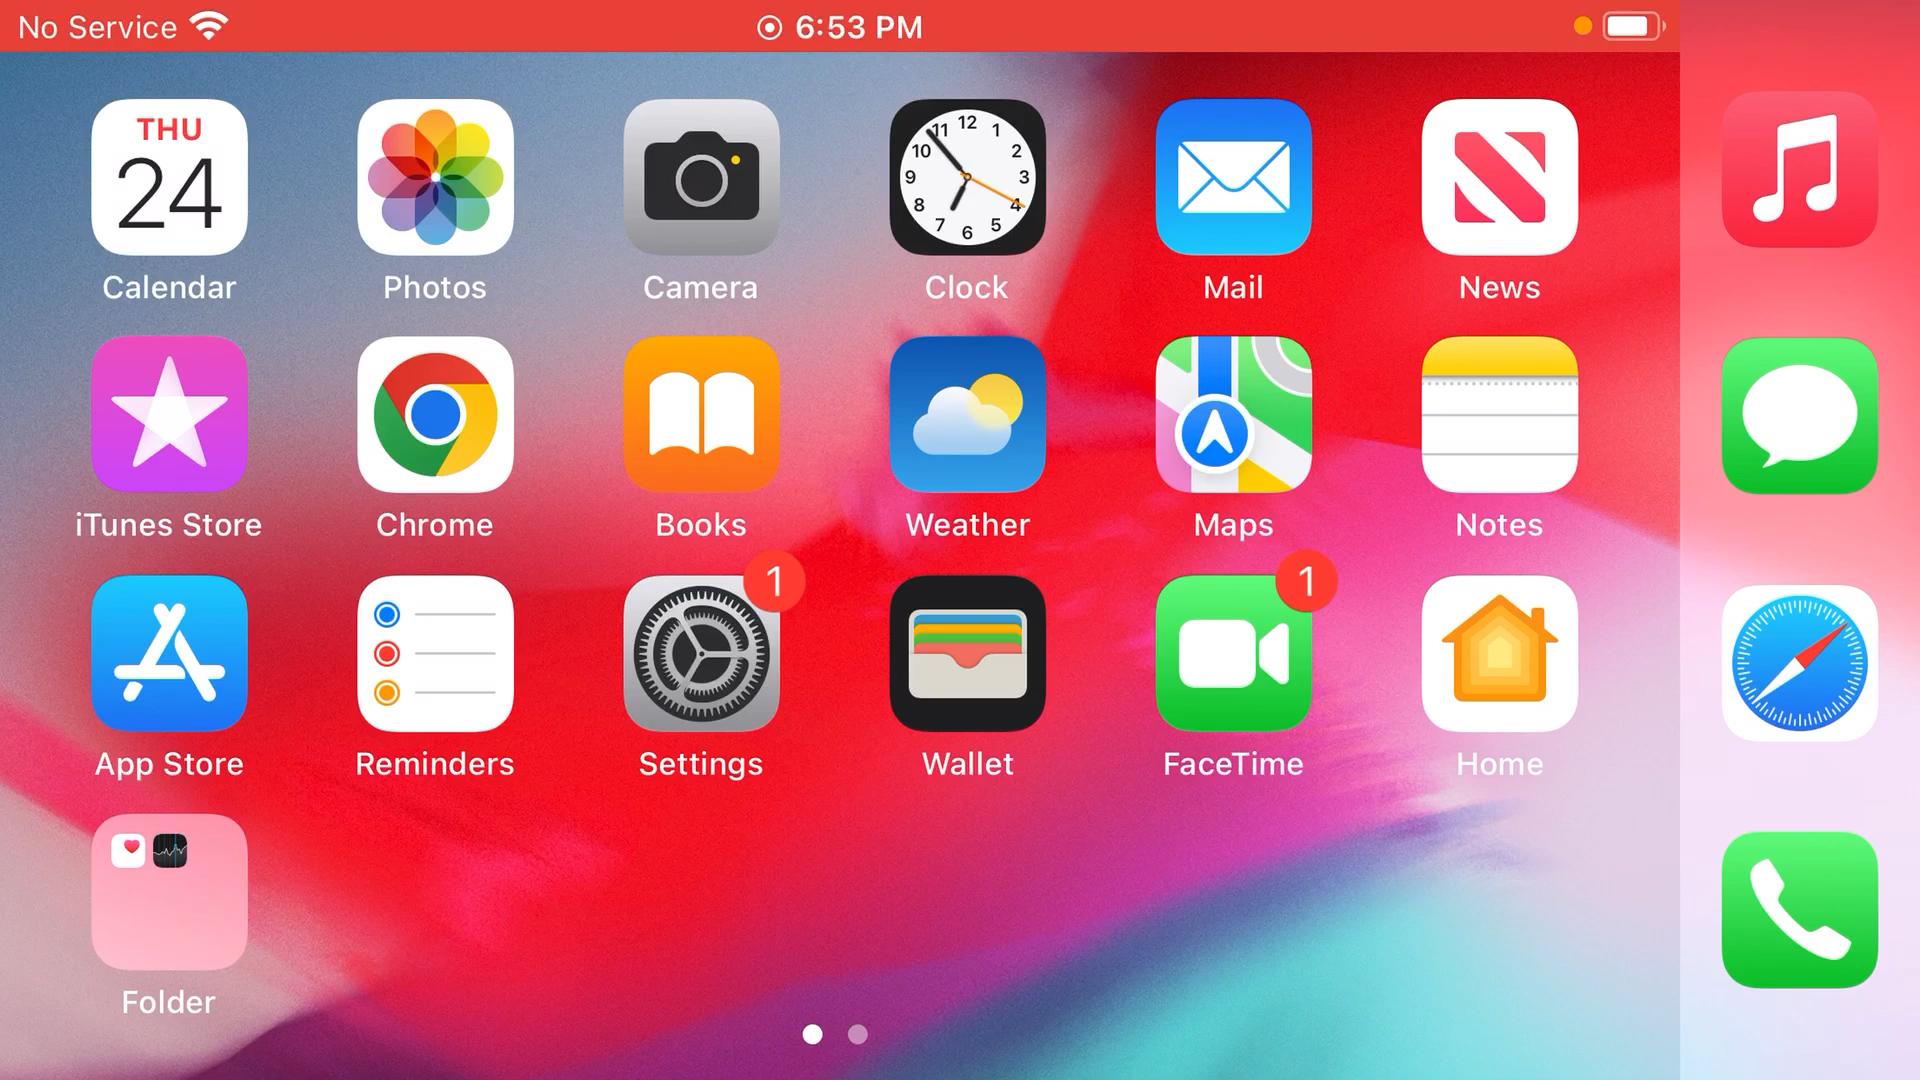 No Service 6:53 PM
THU
24
12
11 1
10 2
9 3
8 4
7 5
6
Calendar Photos Camera Clock Mail News
iTunes Store Chrome Books Weather Maps Notes
1 1
App Store Reminders Settings Wallet FaceTime Home
Folder